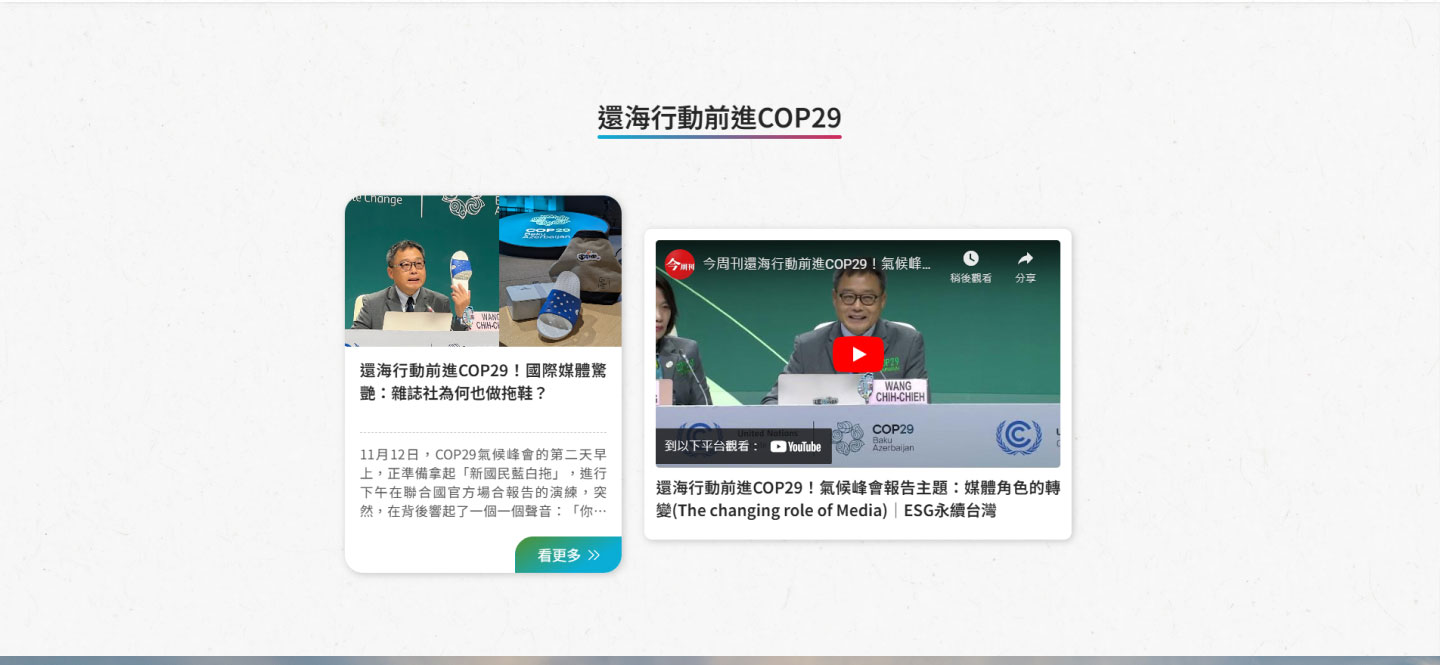 還海行動前進COP29
te Change
COP29
Baku
Azerbaijan
WANG
CHIH-C
還海行動前進COP29！國際媒體驚
艷：雜誌社為何也做拖鞋？
11月12日，COP29氣候峰會的第二天早
上，正準備拿起「新國民藍白拖」，進行
下午在聯合國官方場合報告的演練，突
然，在背後響起了一個一個聲音：「你…
看更多
今周刊
今周刊還海行動前進COP29！氣候峰...
稍後觀看
分享
WANG
CHIH-CHIEH
United Nations
COP29
Baku
Azerbaijan
到以下平台觀看：
YouTube
還海行動前進COP29！氣候峰會報告主題：媒體角色的轉
變(The changing role of Media)｜ESG永續台灣